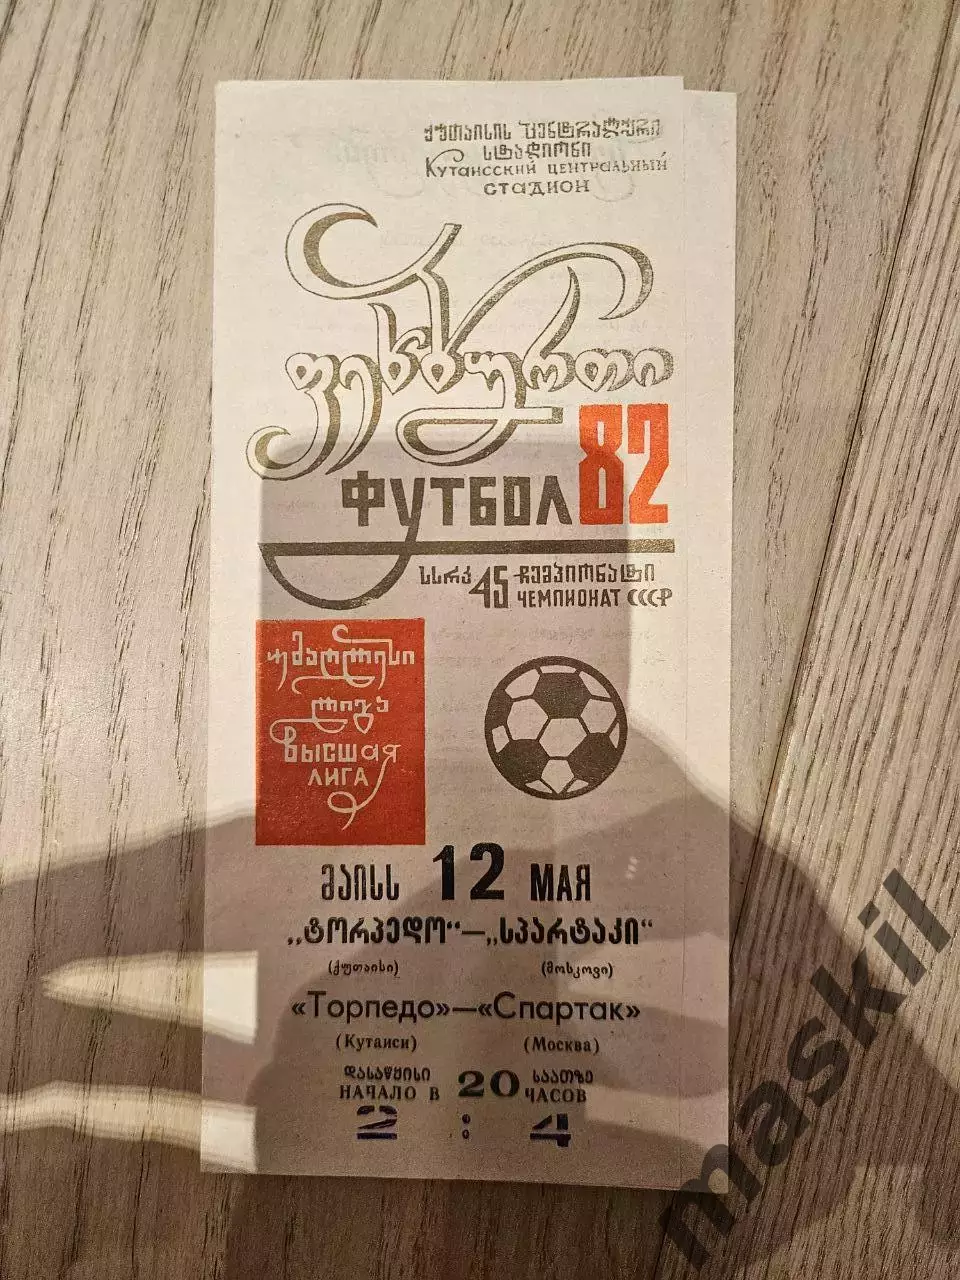 ქუთაისის ცენტრალური
სტადიონი
Кутаисский центральный
стадион
ფეხბურთი
ФУТБОЛ 82
სსრკ 45 ჩემპიონატი
ЧЕМПИОНАТ СССР
უმაღლესი
ლიგა
Высшая
ЛИГА
მაისს 12 МАЯ
„ტორპედო“—„სპარტაკი“
(ქუთაისი) (მოსკოვი)
«Торпедо»—«Спартак»
(Кутаиси) (Москва)
დასაწყისი 20 საათზე
НАЧАЛО В ЧАСОВ
2 : 4
maskil